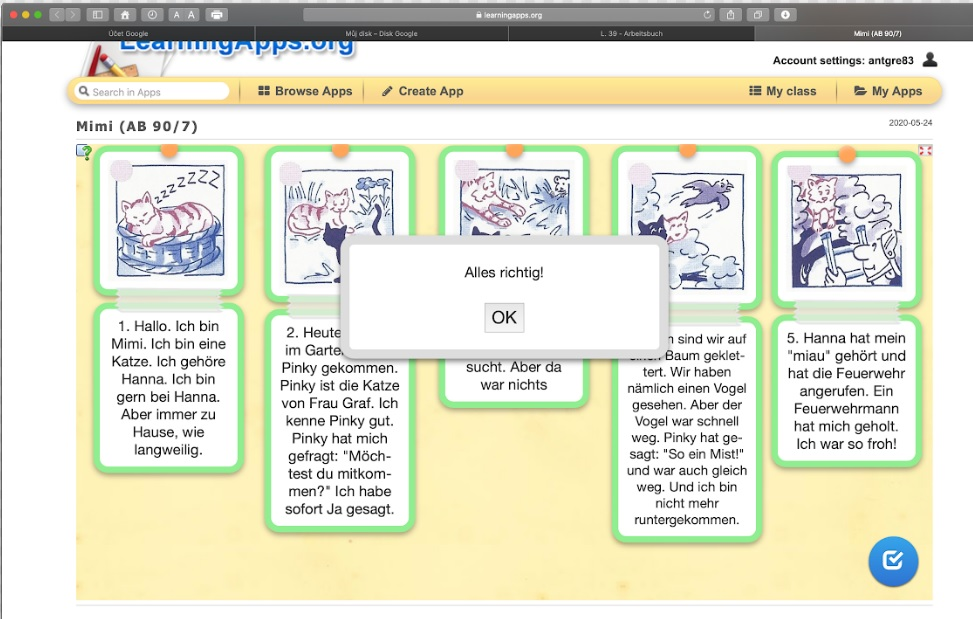 A A
learningapps.org
Účet Google
Můj disk – Disk Google
L. 39 - Arbeitsbuch
Mimi (AB 90/7)
LearningApps.org
Account settings: antgre83
Search in Apps
Browse Apps
Create App
My class
My Apps
Mimi (AB 90/7)
2020-05-24
zZZZZZZ
Alles richtig!
OK
1. Hallo. Ich bin
Mimi. Ich bin eine
Katze. Ich gehöre
Hanna. Ich bin
gern bei Hanna.
Aber immer zu
Hause, wie
langweilig.
2. Heute
im Garten
Pinky gekommen.
Pinky ist die Katze
von Frau Graf. Ich
kenne Pinky gut.
Pinky hat mich
gefragt: "Möch-
test du mitkom-
men?" Ich habe
sofort Ja gesagt.
sucht. Aber da
war nichts
sind wir auf
einen Baum geklet-
tert. Wir haben
nämlich einen Vogel
gesehen. Aber der
Vogel war schnell
weg. Pinky hat ge-
sagt: "So ein Mist!"
und war auch gleich
weg. Und ich bin
nicht mehr
runtergekommen.
5. Hanna hat mein
"miau" gehört und
hat die Feuerwehr
angerufen. Ein
Feuerwehrmann
hat mich geholt.
Ich war so froh!